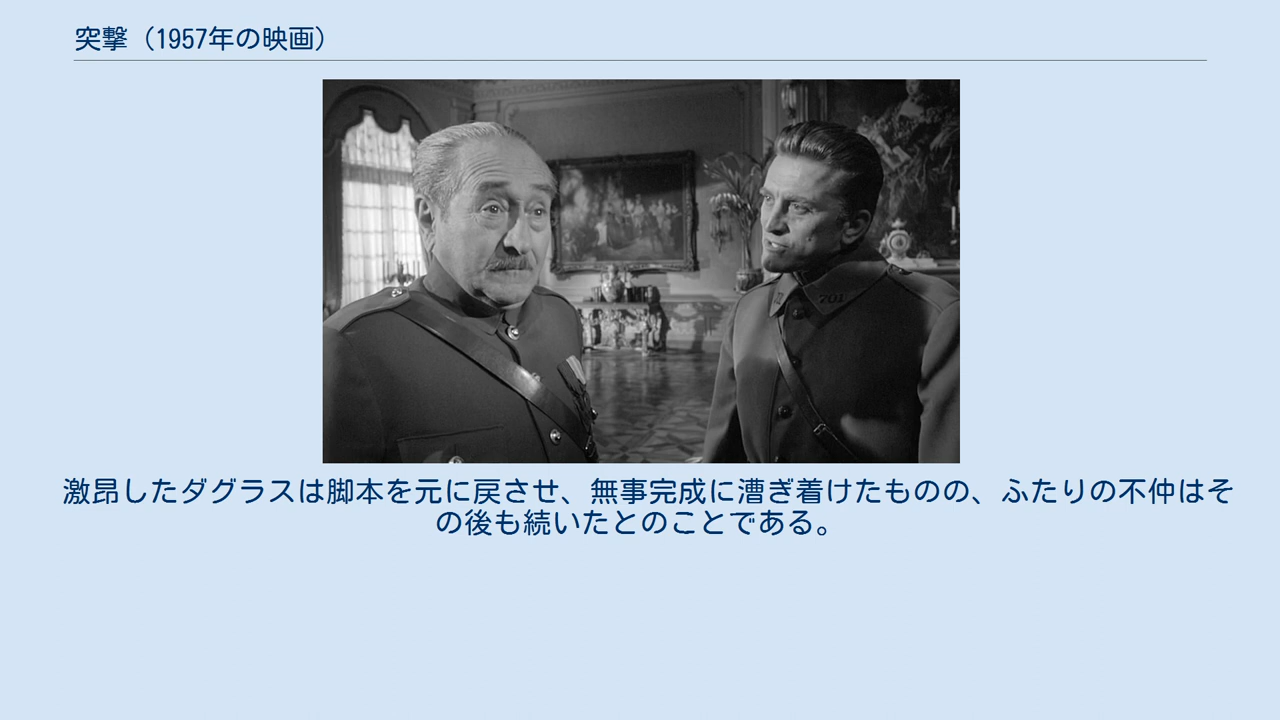 突撃（1957年の映画）
701
激昂したダグラスは脚本を元に戻させ、無事完成に漕ぎ着けたものの、ふたりの不仲はそ
の後も続いたとのことである。